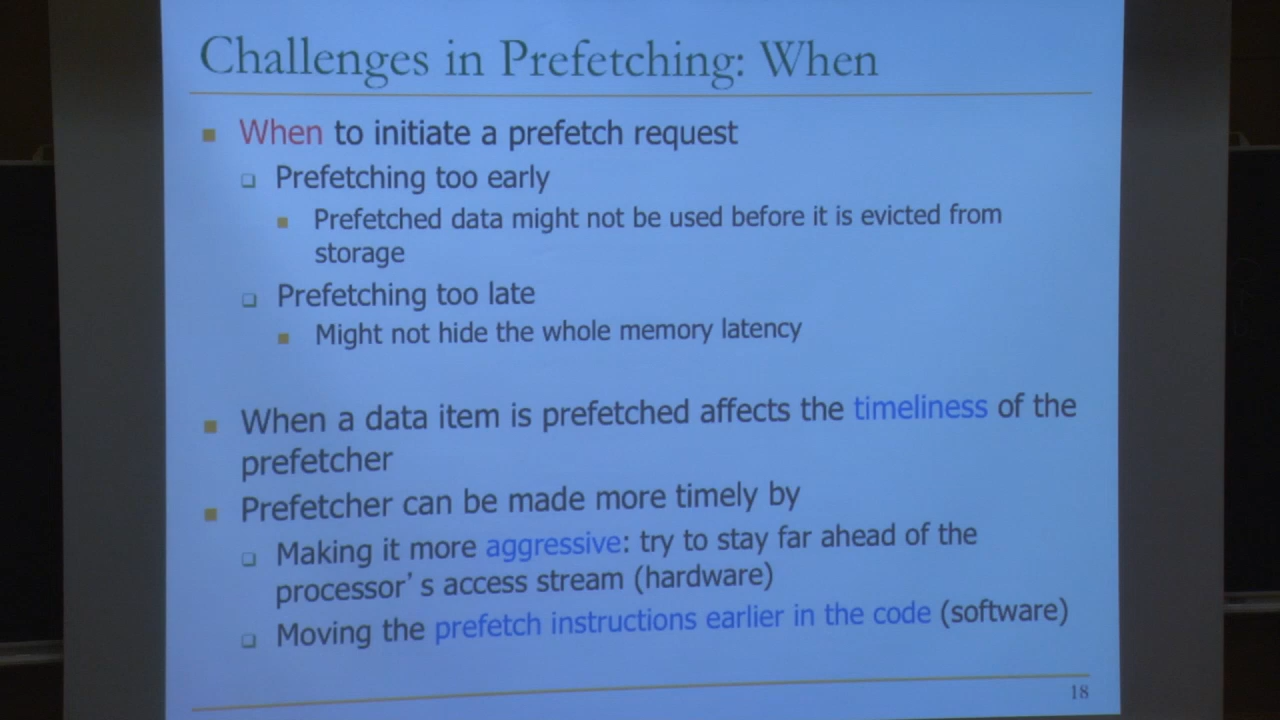 Challenges in Prefetching: When
When to initiate a prefetch request
Prefetching too early
Prefetched data might not be used before it is evicted from
storage
Prefetching too late
Might not hide the whole memory latency
When a data item is prefetched affects the timeliness of the
prefetcher
Prefetcher can be made more timely by
Making it more aggressive: try to stay far ahead of the
processor's access stream (hardware)
Moving the prefetch instructions earlier in the code (software)
18